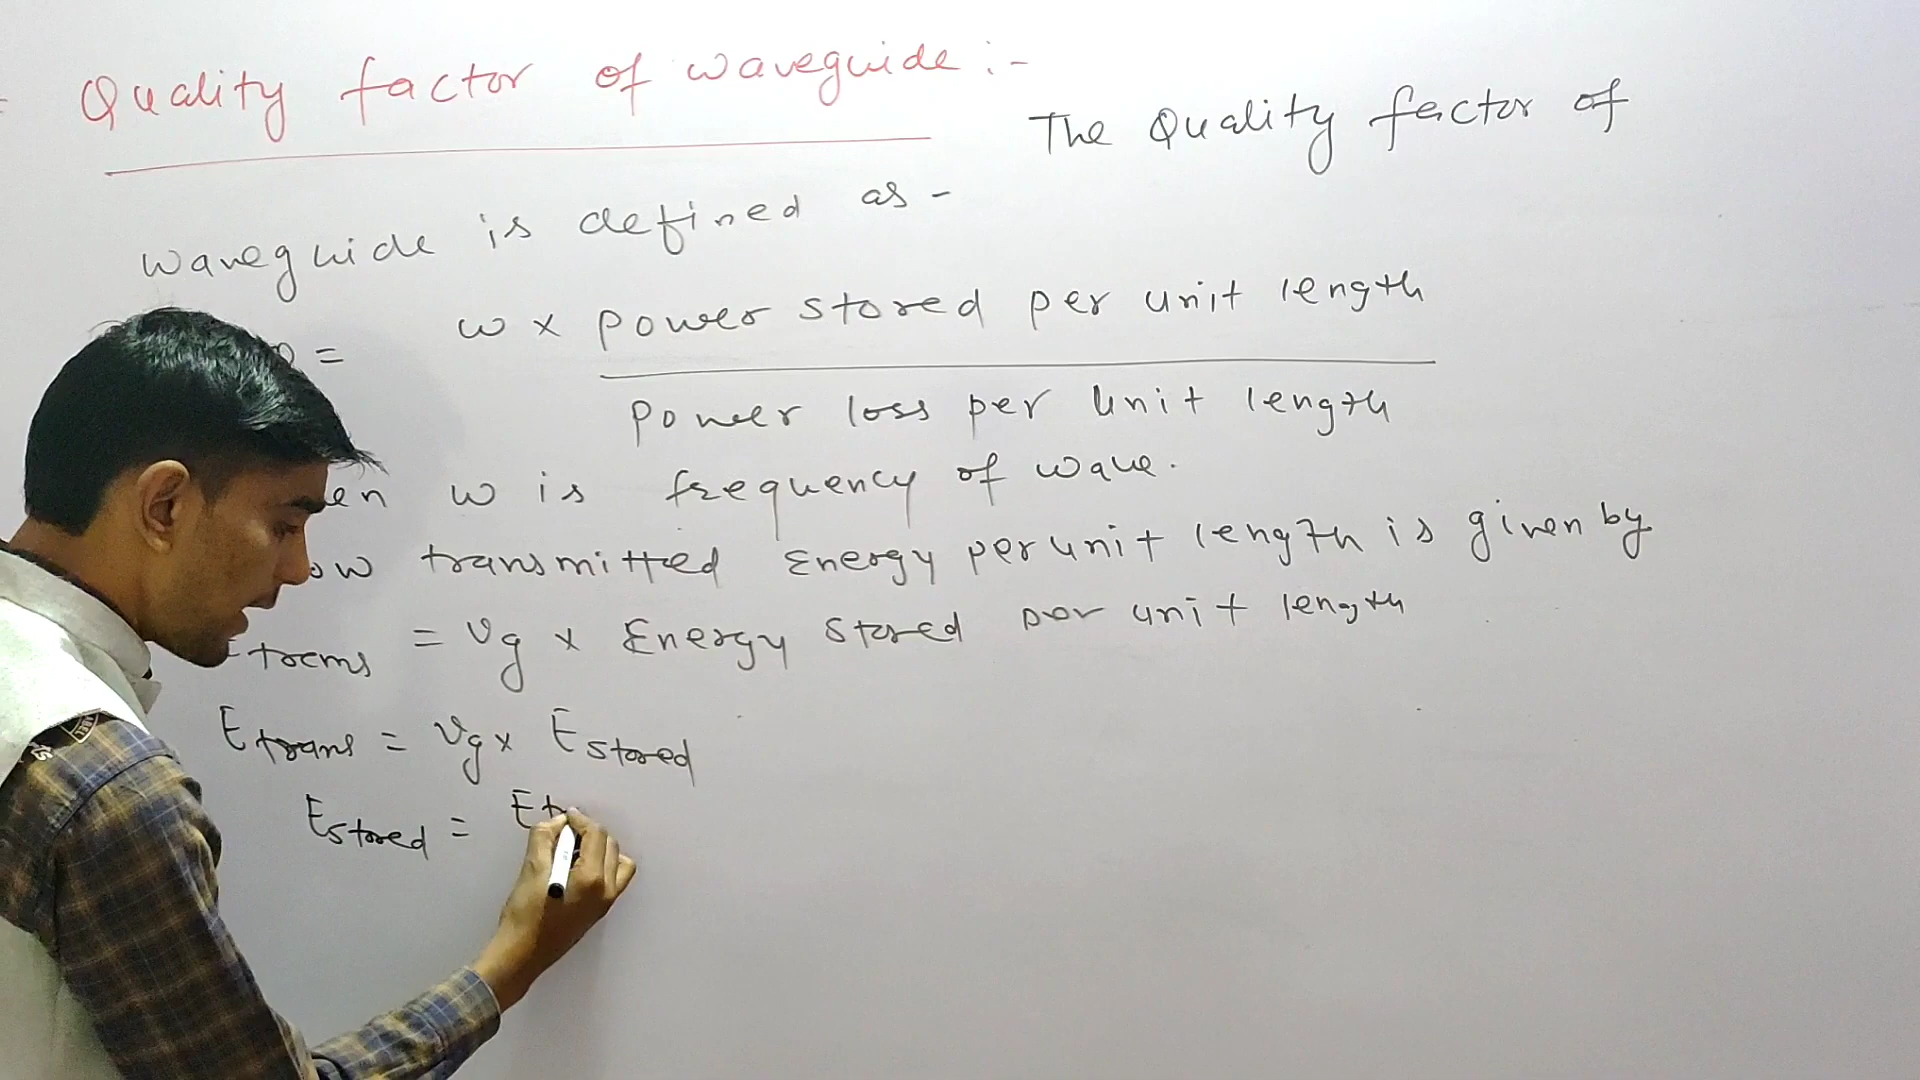 Quality factor of waveguide :-
The Quality factor of
waveguide is defined as -
= ω x power stored per unit length
power loss per unit length
ω is frequency of wave.
transmitted Energy per unit length is given by
= Vg x Energy stored per unit length
Etrans = Vg x Estored
Estored =